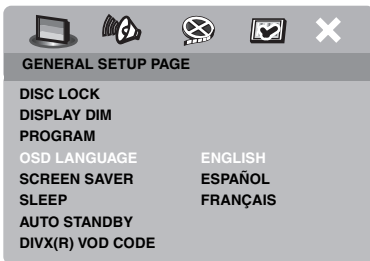 GENERAL SETUP PAGE
DISC LOCK
DISPLAY DIM
PROGRAM
OSD LANGUAGE ENGLISH
SCREEN SAVER ESPAÑOL
SLEEP FRANÇAIS
AUTO STANDBY
DIVX(R) VOD CODE